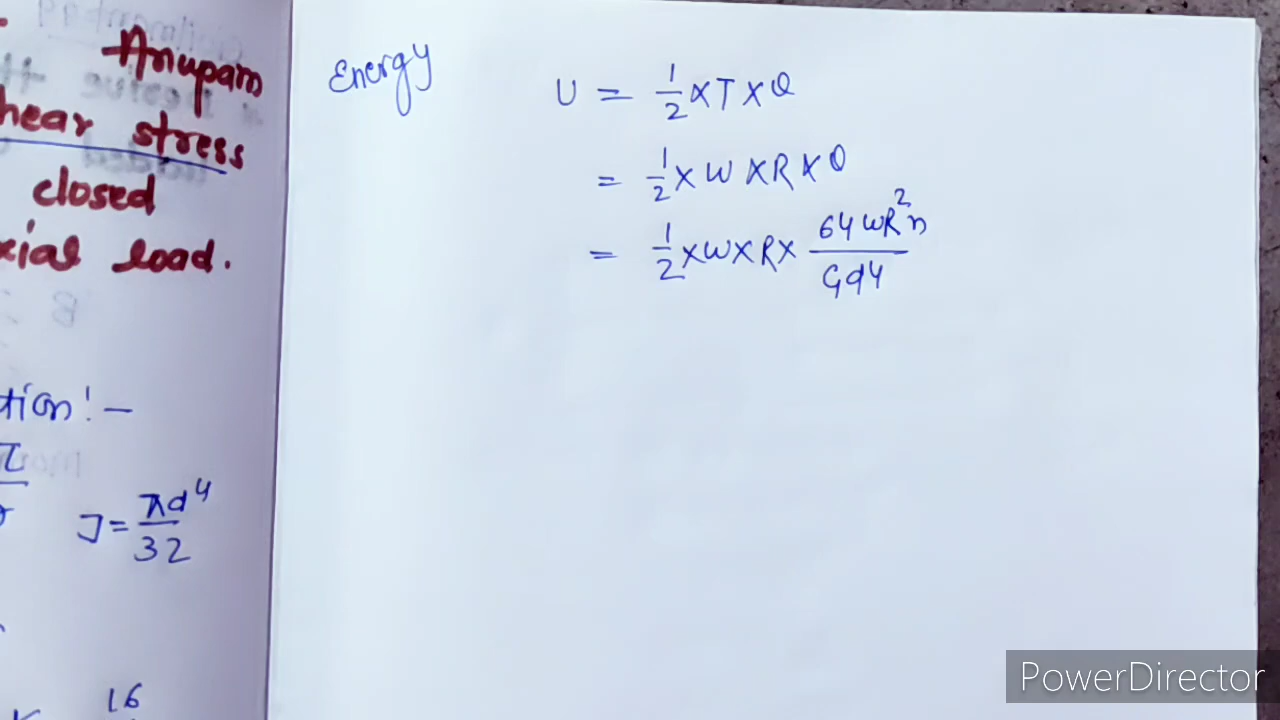 Anupam
hear stress
closed
xial load.
tion! -
π
J = πd⁴/32
16
Energy
U = 1/2 × T × θ
= 1/2 × W × R × θ
= 1/2 × W × R × 64WR²n/Gd4
PowerDirector